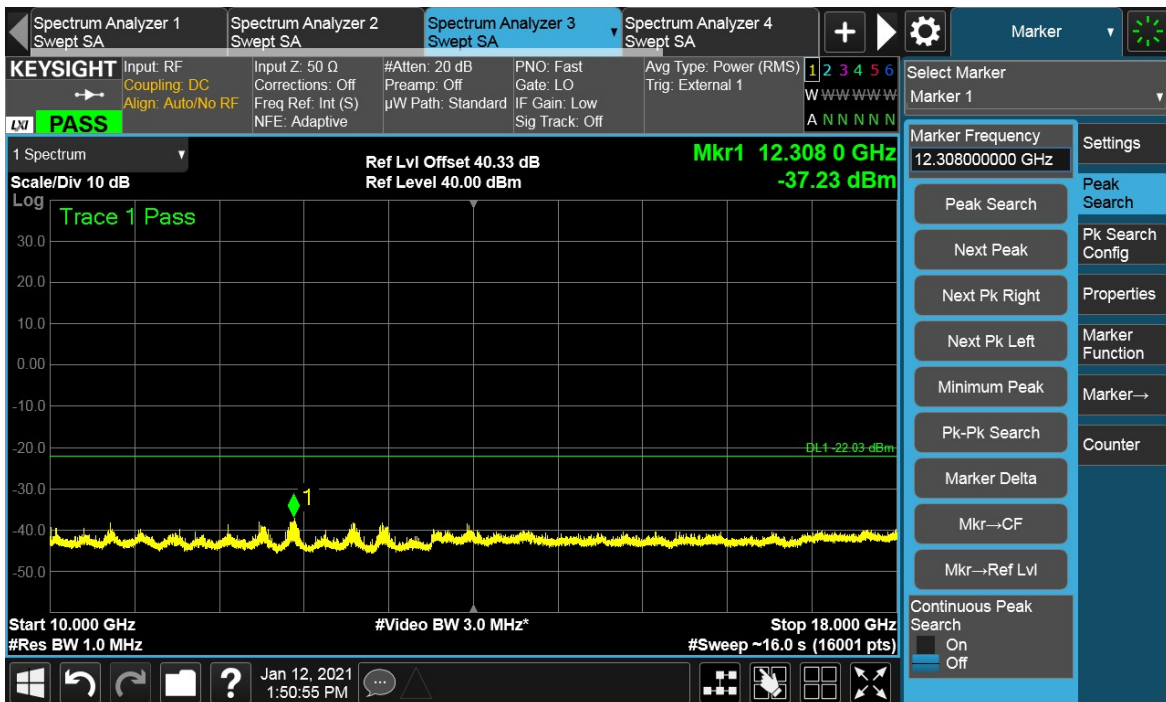 Spectrum Analyzer 1
Swept SA
Spectrum Analyzer 2
Swept SA
Spectrum Analyzer 3
Swept SA
Spectrum Analyzer 4
Swept SA
+
Marker
KEYSIGHT
LXI PASS
Input: RF
Coupling: DC
Align: Auto/No RF
Input Z: 50 Ω
Corrections: Off
Freq Ref: Int (S)
NFE: Adaptive
#Atten: 20 dB
Preamp: Off
µW Path: Standard
PNO: Fast
Gate: LO
IF Gain: Low
Sig Track: Off
Avg Type: Power (RMS)
Trig: External 1
1 2 3 4 5 6
W W W W W W
A N N N N N
Select Marker
Marker 1
1 Spectrum
Scale/Div 10 dB
Ref Lvl Offset 40.33 dB
Ref Level 40.00 dBm
Mkr1 12.308 0 GHz
-37.23 dBm
Log
Trace 1 Pass
30.0
20.0
10.0
0.00
-10.0
-20.0
-30.0
-40.0
-50.0
DL1 -22.03 dBm
1
Start 10.000 GHz
#Res BW 1.0 MHz
#Video BW 3.0 MHz*
Stop 18.000 GHz
#Sweep ~16.0 s (16001 pts)
Marker Frequency
12.308000000 GHz
Peak Search
Next Peak
Next Pk Right
Next Pk Left
Minimum Peak
Pk-Pk Search
Marker Delta
Mkr→CF
Mkr→Ref Lvl
Continuous Peak
Search
On
Off
Settings
Peak
Search
Pk Search
Config
Properties
Marker
Function
Marker→
Counter
?
Jan 12, 2021
1:50:55 PM